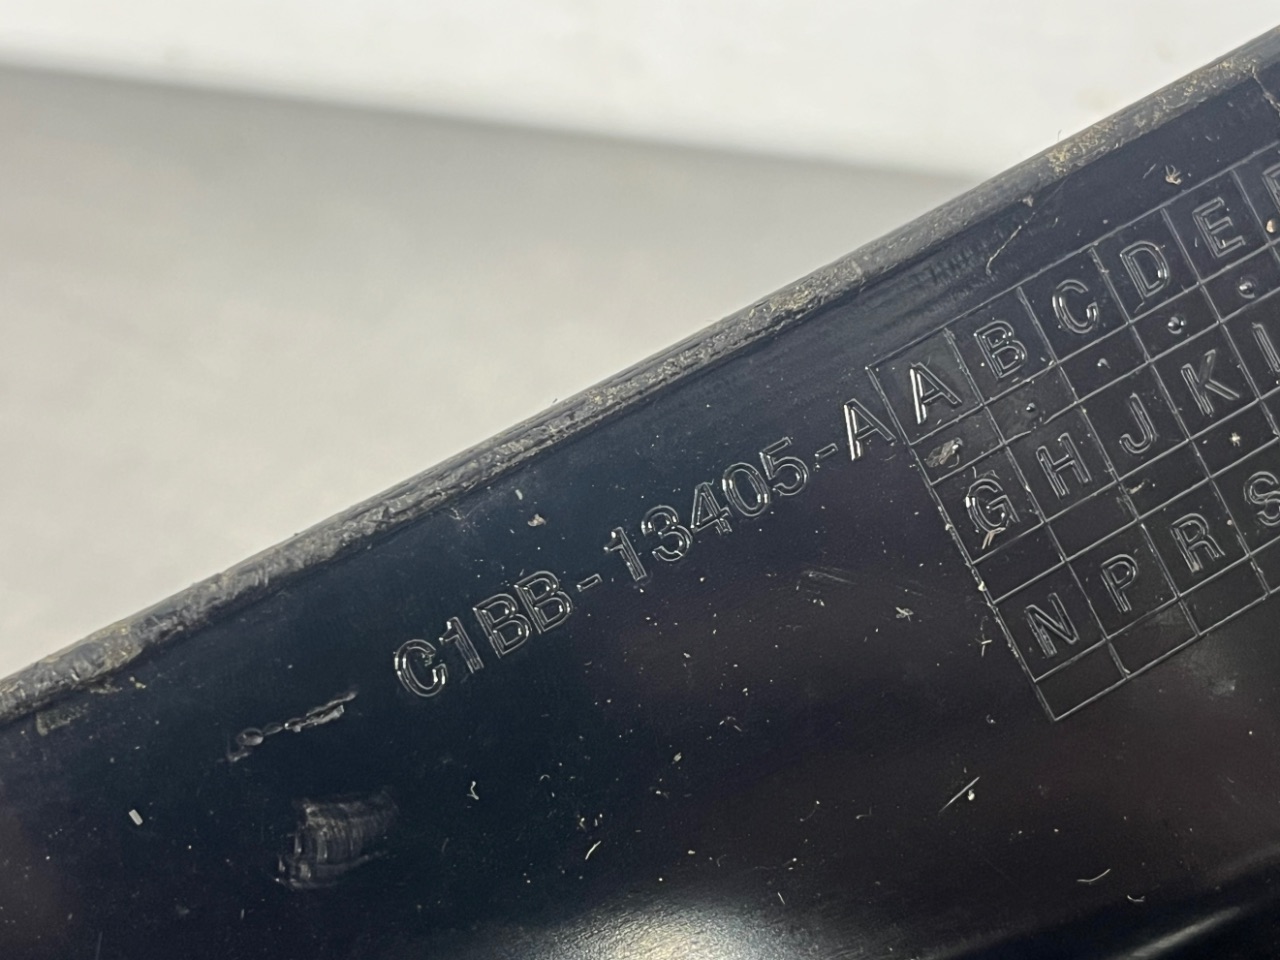 C1BB-13405-A
A B C D E
G H J K
N P R S